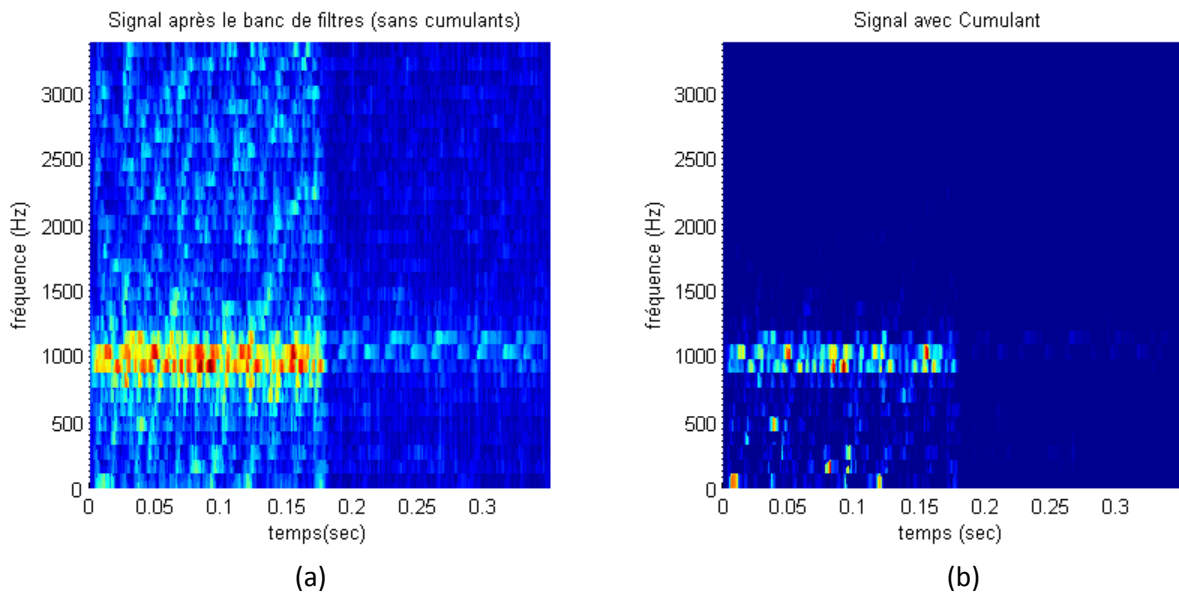 Signal après le banc de filtres (sans cumulants)
fréquence (Hz)
3000
2500
2000
1500
1000
500
0
0 0.05 0.1 0.15 0.2 0.25 0.3
temps(sec)
(a)
Signal avec Cumulant
fréquence (Hz)
3000
2500
2000
1500
1000
500
0
0 0.05 0.1 0.15 0.2 0.25 0.3
temps (sec)
(b)